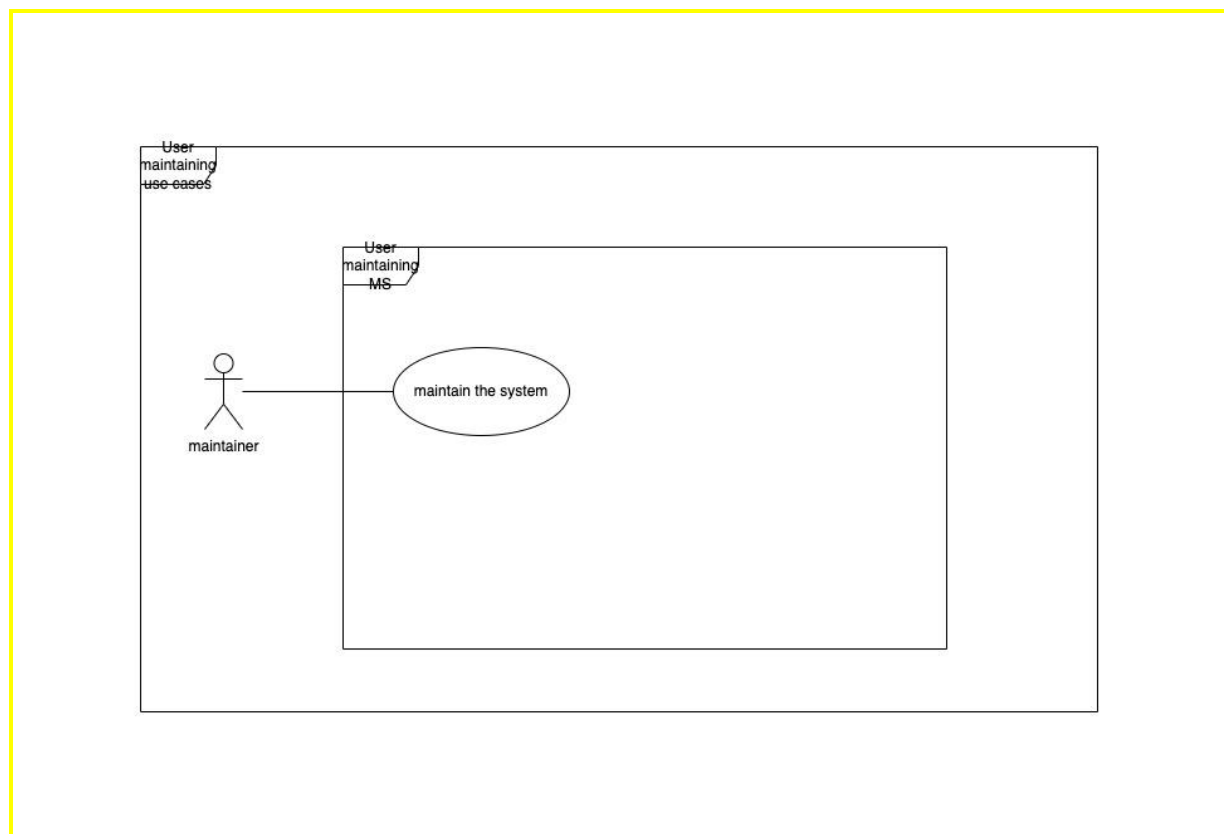 User
maintaining
use cases
User
maintaining
MS
maintain the system
maintainer